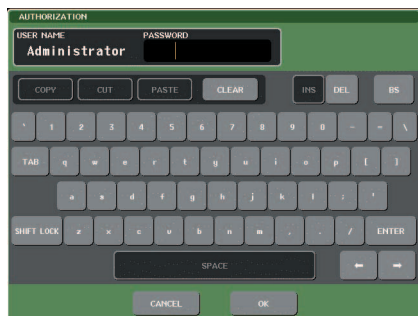 AUTHORIZATION
USER NAME PASSWORD
Administrator
COPY CUT PASTE CLEAR INS DEL BS
` 1 2 3 4 5 6 7 8 9 0 - = \
TAB q w e r t y u i o p [ ]
a s d f g h j k l ; '
SHIFT LOCK z x c v b n m , . / ENTER
SPACE ← →
CANCEL OK